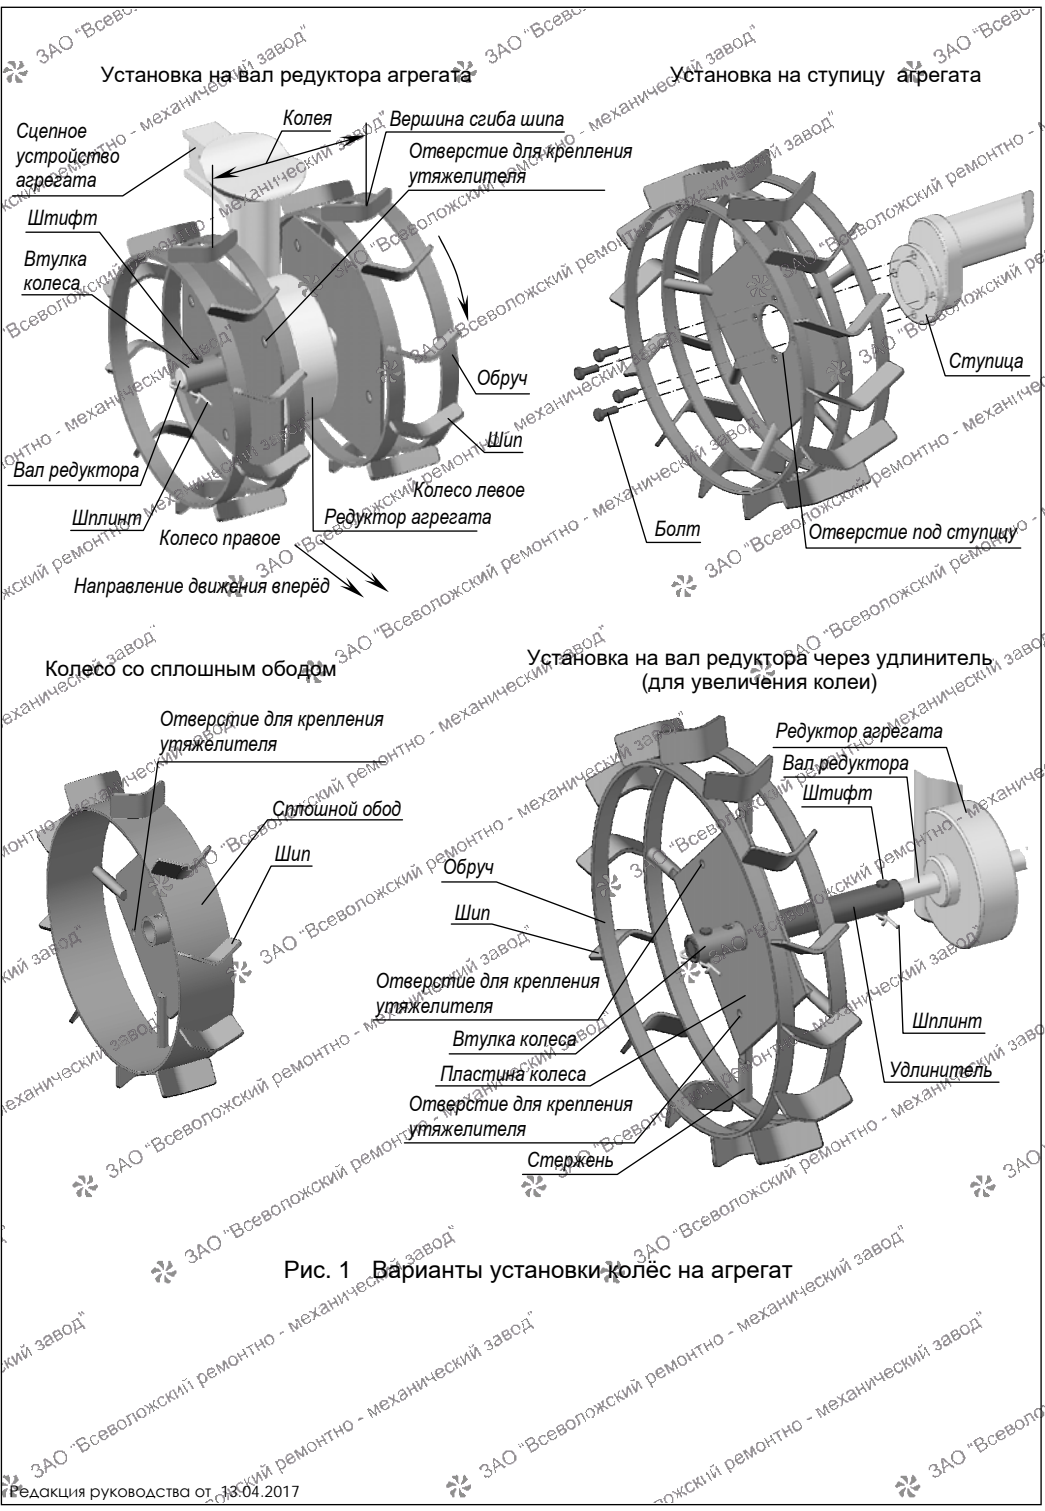 Установка на вал редуктора агрегата
Колея
Вершина сгиба шипа
Сцепное
устройство
агрегата
Отверстие для крепления
утяжелителя
Штифт
Втулка
колеса
Обруч
Шип
Вал редуктора
Колесо левое
Шплинт
Редуктор агрегата
Колесо правое
Направление движения вперёд
Установка на ступицу агрегата
Ступица
Болт
Отверстие под ступицу
Колесо со сплошным ободом
Отверстие для крепления
утяжелителя
Сплошной обод
Шип
Установка на вал редуктора через удлинитель
(для увеличения колеи)
Редуктор агрегата
Вал редуктора
Штифт
Обруч
Шип
Отверстие для крепления
утяжелителя
Втулка колеса
Пластина колеса
Отверстие для крепления
утяжелителя
Стержень
Шплинт
Удлинитель
Рис. 1 Варианты установки колёс на агрегат
Редакция руководства от 13.04.2017
ЗАО "Всеволожский ремонтно - механический завод"